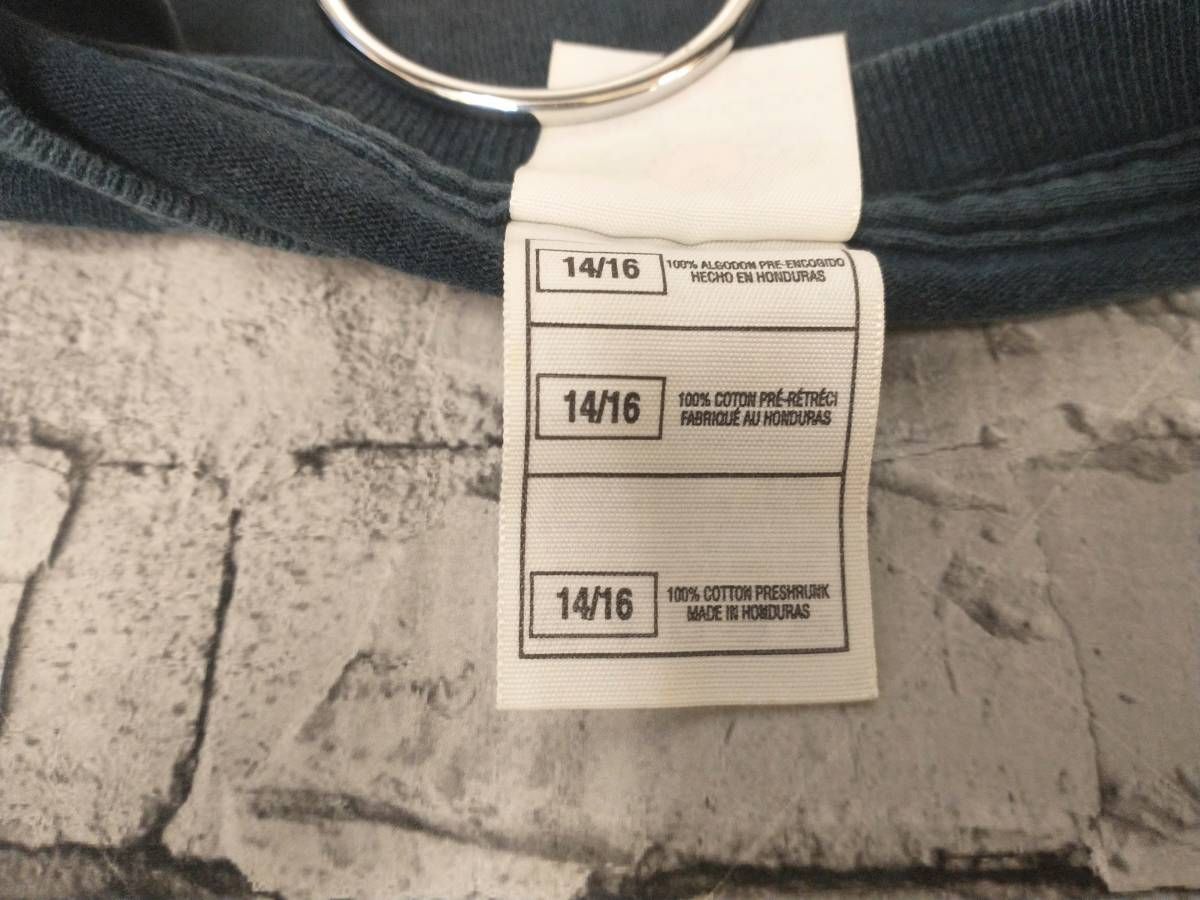 14/16
100% ALGODON PRE-ENCOGIDO
HECHO EN HONDURAS
14/16
100% COTON PRÉ-RÉTRÉCI
FABRIQUÉ AU HONDURAS
14/16
100% COTTON PRESHRUNK
MADE IN HONDURAS